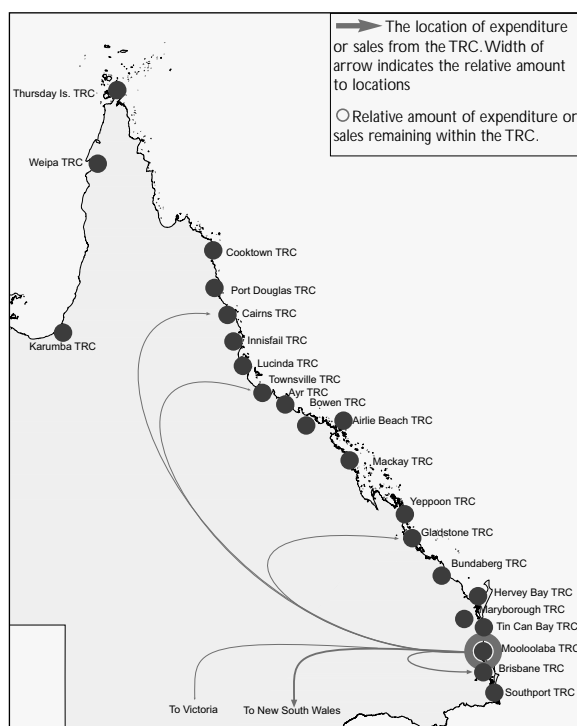 The location of expenditure
or sales from the TRC. Width of
arrow indicates the relative amount
to locations
Relative amount of expenditure or
sales remaining within the TRC.
Thursday Is. TRC
Weipa TRC
Cooktown TRC
Port Douglas TRC
Cairns TRC
Karumba TRC
Innisfail TRC
Lucinda TRC
Townsville TRC
Ayr TRC
Bowen TRC
Airlie Beach TRC
Mackay TRC
Yeppoon TRC
Gladstone TRC
Bundaberg TRC
Hervey Bay TRC
Maryborough TRC
Tin Can Bay TRC
Mooloolaba TRC
Brisbane TRC
Southport TRC
To Victoria
To New South Wales